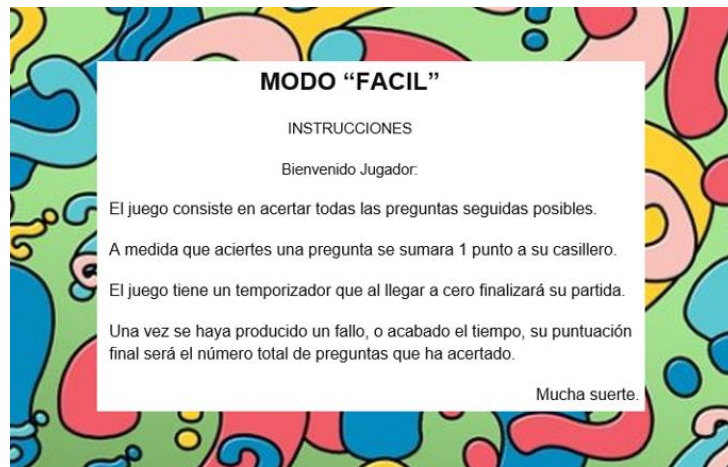 MODO “FACIL”
INSTRUCCIONES
Bienvenido Jugador:
El juego consiste en acertar todas las preguntas seguidas posibles.
A medida que aciertes una pregunta se sumara 1 punto a su casillero.
El juego tiene un temporizador que al llegar a cero finalizará su partida.
Una vez se haya producido un fallo, o acabado el tiempo, su puntuación
final será el número total de preguntas que ha acertado.
Mucha suerte.